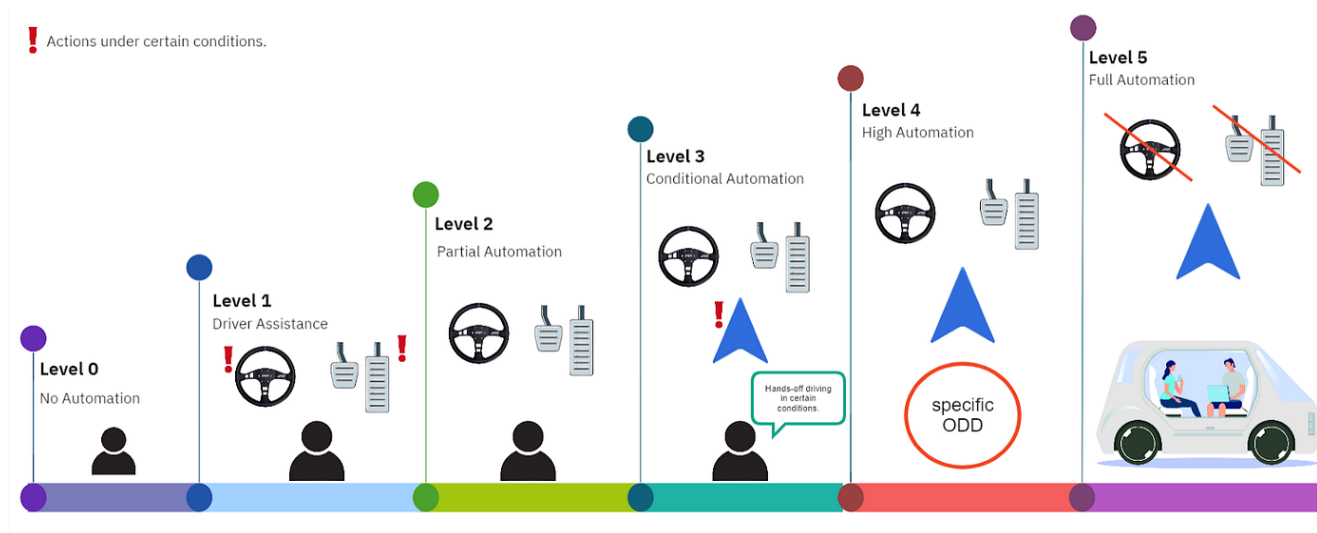 ! Actions under certain conditions.
Level 0
No Automation
Level 1
Driver Assistance
! !
Level 2
Partial Automation
Level 3
Conditional Automation
!
Hands-off driving
in certain
conditions.
Level 4
High Automation
specific
ODD
Level 5
Full Automation